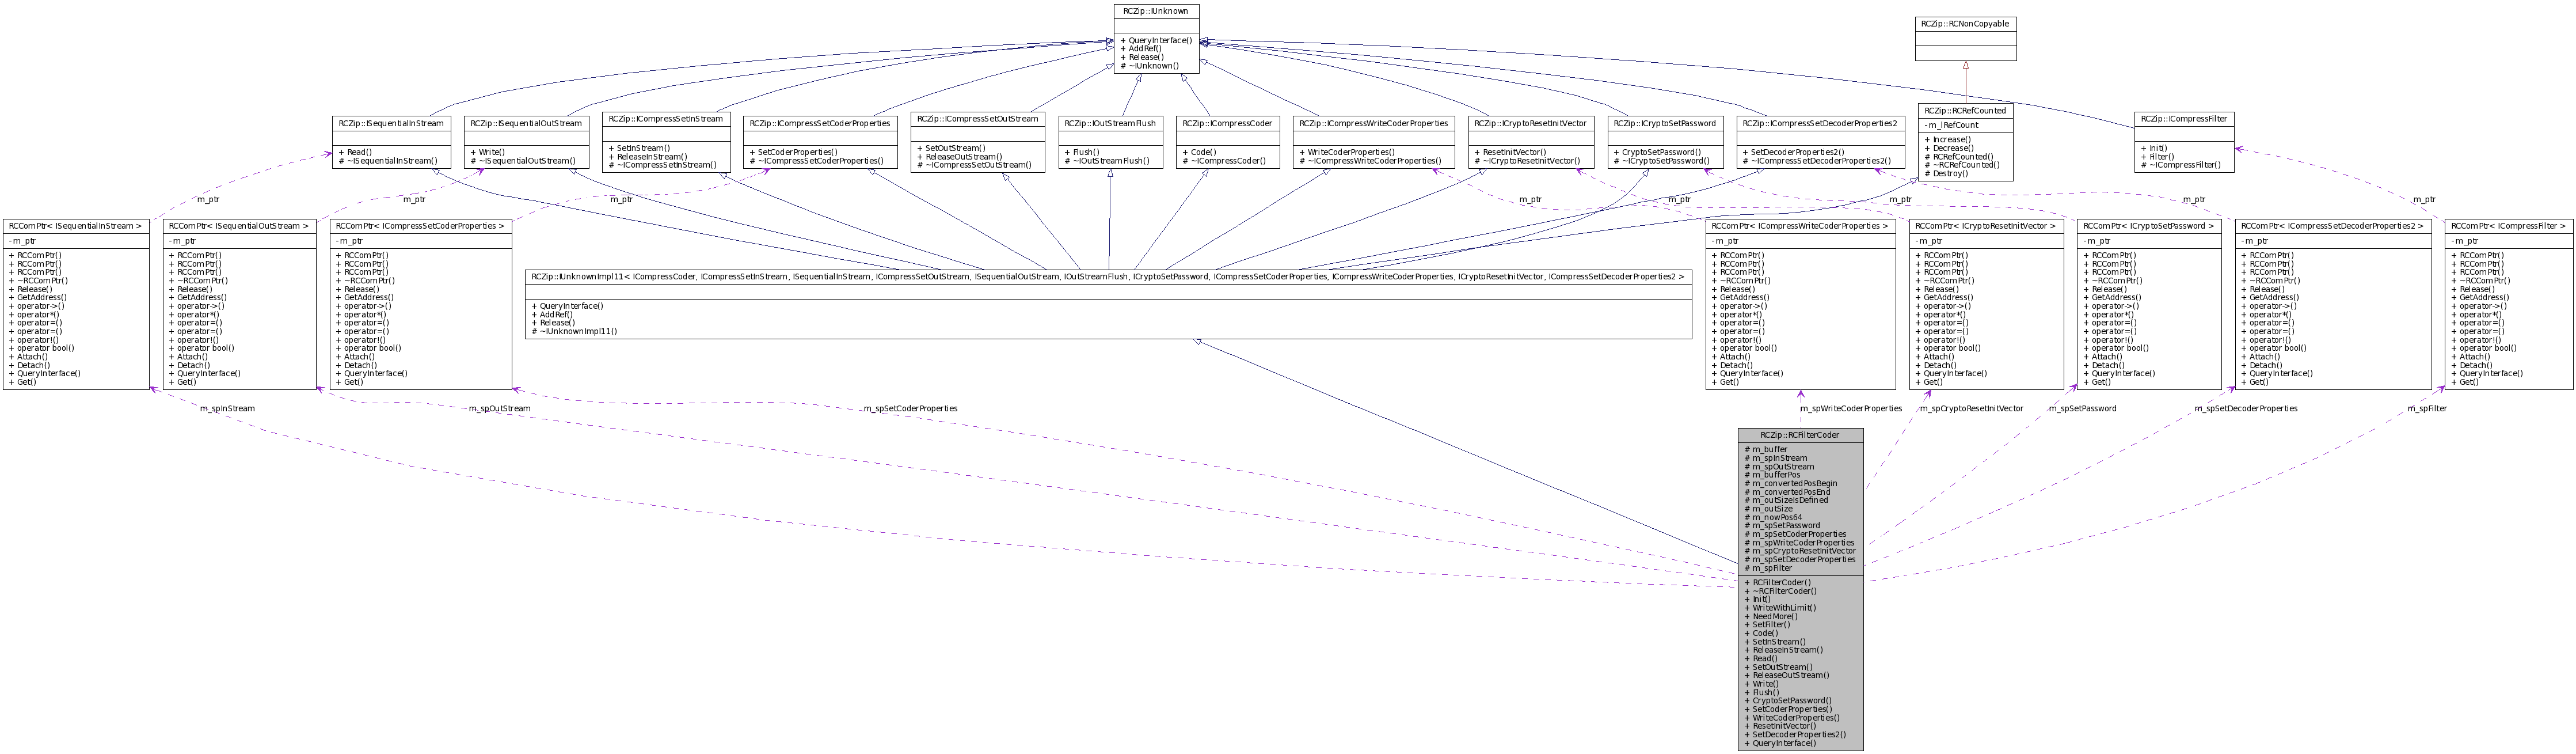 RCZip::IUnknown
+ QueryInterface()
+ AddRef()
+ Release()
# ~IUnknown()
RCZip::RCNonCopyable
RCZip::ISequentialInStream
+ Read()
# ~ISequentialInStream()
RCZip::ISequentialOutStream
+ Write()
# ~ISequentialOutStream()
RCZip::ICompressSetInStream
+ SetInStream()
+ ReleaseInStream()
# ~ICompressSetInStream()
RCZip::ICompressSetCoderProperties
+ SetCoderProperties()
# ~ICompressSetCoderProperties()
RCZip::ICompressSetOutStream
+ SetOutStream()
+ ReleaseOutStream()
# ~ICompressSetOutStream()
RCZip::IOutStreamFlush
+ Flush()
# ~IOutStreamFlush()
RCZip::ICompressCoder
+ Code()
# ~ICompressCoder()
RCZip::ICompressWriteCoderProperties
+ WriteCoderProperties()
# ~ICompressWriteCoderProperties()
RCZip::ICryptoResetInitVector
+ ResetInitVector()
# ~ICryptoResetInitVector()
RCZip::ICryptoSetPassword
+ CryptoSetPassword()
# ~ICryptoSetPassword()
RCZip::ICompressSetDecoderProperties2
+ SetDecoderProperties2()
# ~ICompressSetDecoderProperties2()
RCZip::RCRefCounted
- m_lRefCount
+ Increase()
+ Decrease()
# RCRefCounted()
# ~RCRefCounted()
# Destroy()
RCZip::ICompressFilter
+ Init()
+ Filter()
# ~ICompressFilter()
m_ptr
m_ptr
m_ptr
m_ptr
m_ptr
m_ptr
m_ptr
m_ptr
RCComPtr< ISequentialInStream >
- m_ptr
+ RCComPtr()
+ RCComPtr()
+ RCComPtr()
+ ~RCComPtr()
+ Release()
+ GetAddress()
+ operator->()
+ operator*()
+ operator=()
+ operator=()
+ operator!()
+ operator bool()
+ Attach()
+ Detach()
+ QueryInterface()
+ Get()
RCComPtr< ISequentialOutStream >
- m_ptr
+ RCComPtr()
+ RCComPtr()
+ RCComPtr()
+ ~RCComPtr()
+ Release()
+ GetAddress()
+ operator->()
+ operator*()
+ operator=()
+ operator=()
+ operator!()
+ operator bool()
+ Attach()
+ Detach()
+ QueryInterface()
+ Get()
RCComPtr< ICompressSetCoderProperties >
- m_ptr
+ RCComPtr()
+ RCComPtr()
+ RCComPtr()
+ ~RCComPtr()
+ Release()
+ GetAddress()
+ operator->()
+ operator*()
+ operator=()
+ operator=()
+ operator!()
+ operator bool()
+ Attach()
+ Detach()
+ QueryInterface()
+ Get()
RCZip::IUnknownImpl11< ICompressCoder, ICompressSetInStream, ISequentialInStream, ICompressSetOutStream, ISequentialOutStream, IOutStreamFlush, ICryptoSetPassword, ICompressSetCoderProperties, ICompressWriteCoderProperties, ICryptoResetInitVector, ICompressSetDecoderProperties2 >
+ QueryInterface()
+ AddRef()
+ Release()
# ~IUnknownImpl11()
RCComPtr< ICompressWriteCoderProperties >
- m_ptr
+ RCComPtr()
+ RCComPtr()
+ RCComPtr()
+ ~RCComPtr()
+ Release()
+ GetAddress()
+ operator->()
+ operator*()
+ operator=()
+ operator=()
+ operator!()
+ operator bool()
+ Attach()
+ Detach()
+ QueryInterface()
+ Get()
RCComPtr< ICryptoResetInitVector >
- m_ptr
+ RCComPtr()
+ RCComPtr()
+ RCComPtr()
+ ~RCComPtr()
+ Release()
+ GetAddress()
+ operator->()
+ operator*()
+ operator=()
+ operator=()
+ operator!()
+ operator bool()
+ Attach()
+ Detach()
+ QueryInterface()
+ Get()
RCComPtr< ICryptoSetPassword >
- m_ptr
+ RCComPtr()
+ RCComPtr()
+ RCComPtr()
+ ~RCComPtr()
+ Release()
+ GetAddress()
+ operator->()
+ operator*()
+ operator=()
+ operator=()
+ operator!()
+ operator bool()
+ Attach()
+ Detach()
+ QueryInterface()
+ Get()
RCComPtr< ICompressSetDecoderProperties2 >
- m_ptr
+ RCComPtr()
+ RCComPtr()
+ RCComPtr()
+ ~RCComPtr()
+ Release()
+ GetAddress()
+ operator->()
+ operator*()
+ operator=()
+ operator=()
+ operator!()
+ operator bool()
+ Attach()
+ Detach()
+ QueryInterface()
+ Get()
RCComPtr< ICompressFilter >
- m_ptr
+ RCComPtr()
+ RCComPtr()
+ RCComPtr()
+ ~RCComPtr()
+ Release()
+ GetAddress()
+ operator->()
+ operator*()
+ operator=()
+ operator=()
+ operator!()
+ operator bool()
+ Attach()
+ Detach()
+ QueryInterface()
+ Get()
m_spInStream
m_spOutStream
m_spSetCoderProperties
m_spWriteCoderProperties
m_spCryptoResetInitVector
m_spSetPassword
m_spSetDecoderProperties
m_spFilter
RCZip::RCFilterCoder
# m_buffer
# m_spInStream
# m_spOutStream
# m_bufferPos
# m_convertedPosBegin
# m_convertedPosEnd
# m_outSizeIsDefined
# m_outSize
# m_nowPos64
# m_spSetPassword
# m_spSetCoderProperties
# m_spWriteCoderProperties
# m_spCryptoResetInitVector
# m_spSetDecoderProperties
# m_spFilter
+ RCFilterCoder()
+ ~RCFilterCoder()
+ Init()
+ WriteWithLimit()
+ NeedMore()
+ SetFilter()
+ Code()
+ SetInStream()
+ ReleaseInStream()
+ Read()
+ SetOutStream()
+ ReleaseOutStream()
+ Write()
+ Flush()
+ CryptoSetPassword()
+ SetCoderProperties()
+ WriteCoderProperties()
+ ResetInitVector()
+ SetDecoderProperties2()
+ QueryInterface()